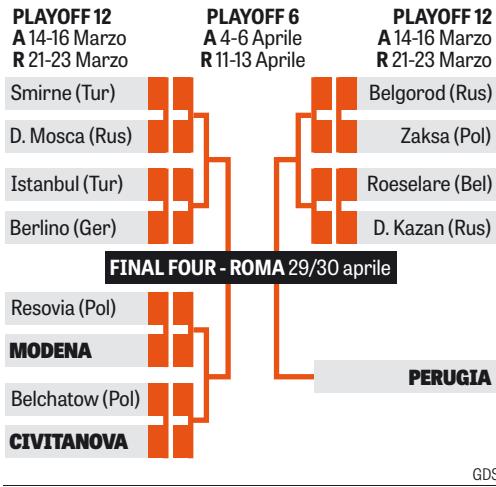 PLAYOFF 12
A 14-16 Marzo
R 21-23 Marzo
PLAYOFF 6
A 4-6 Aprile
R 11-13 Aprile
PLAYOFF 12
A 14-16 Marzo
R 21-23 Marzo
Smirne (Tur)
D. Mosca (Rus)
Istanbul (Tur)
Berlino (Ger)
Belgorod (Rus)
Zaksa (Pol)
Roeselare (Bel)
D. Kazan (Rus)
FINAL FOUR - ROMA 29/30 aprile
Resovia (Pol)
MODENA
Belchatow (Pol)
CIVITANOVA
PERUGIA
GDS